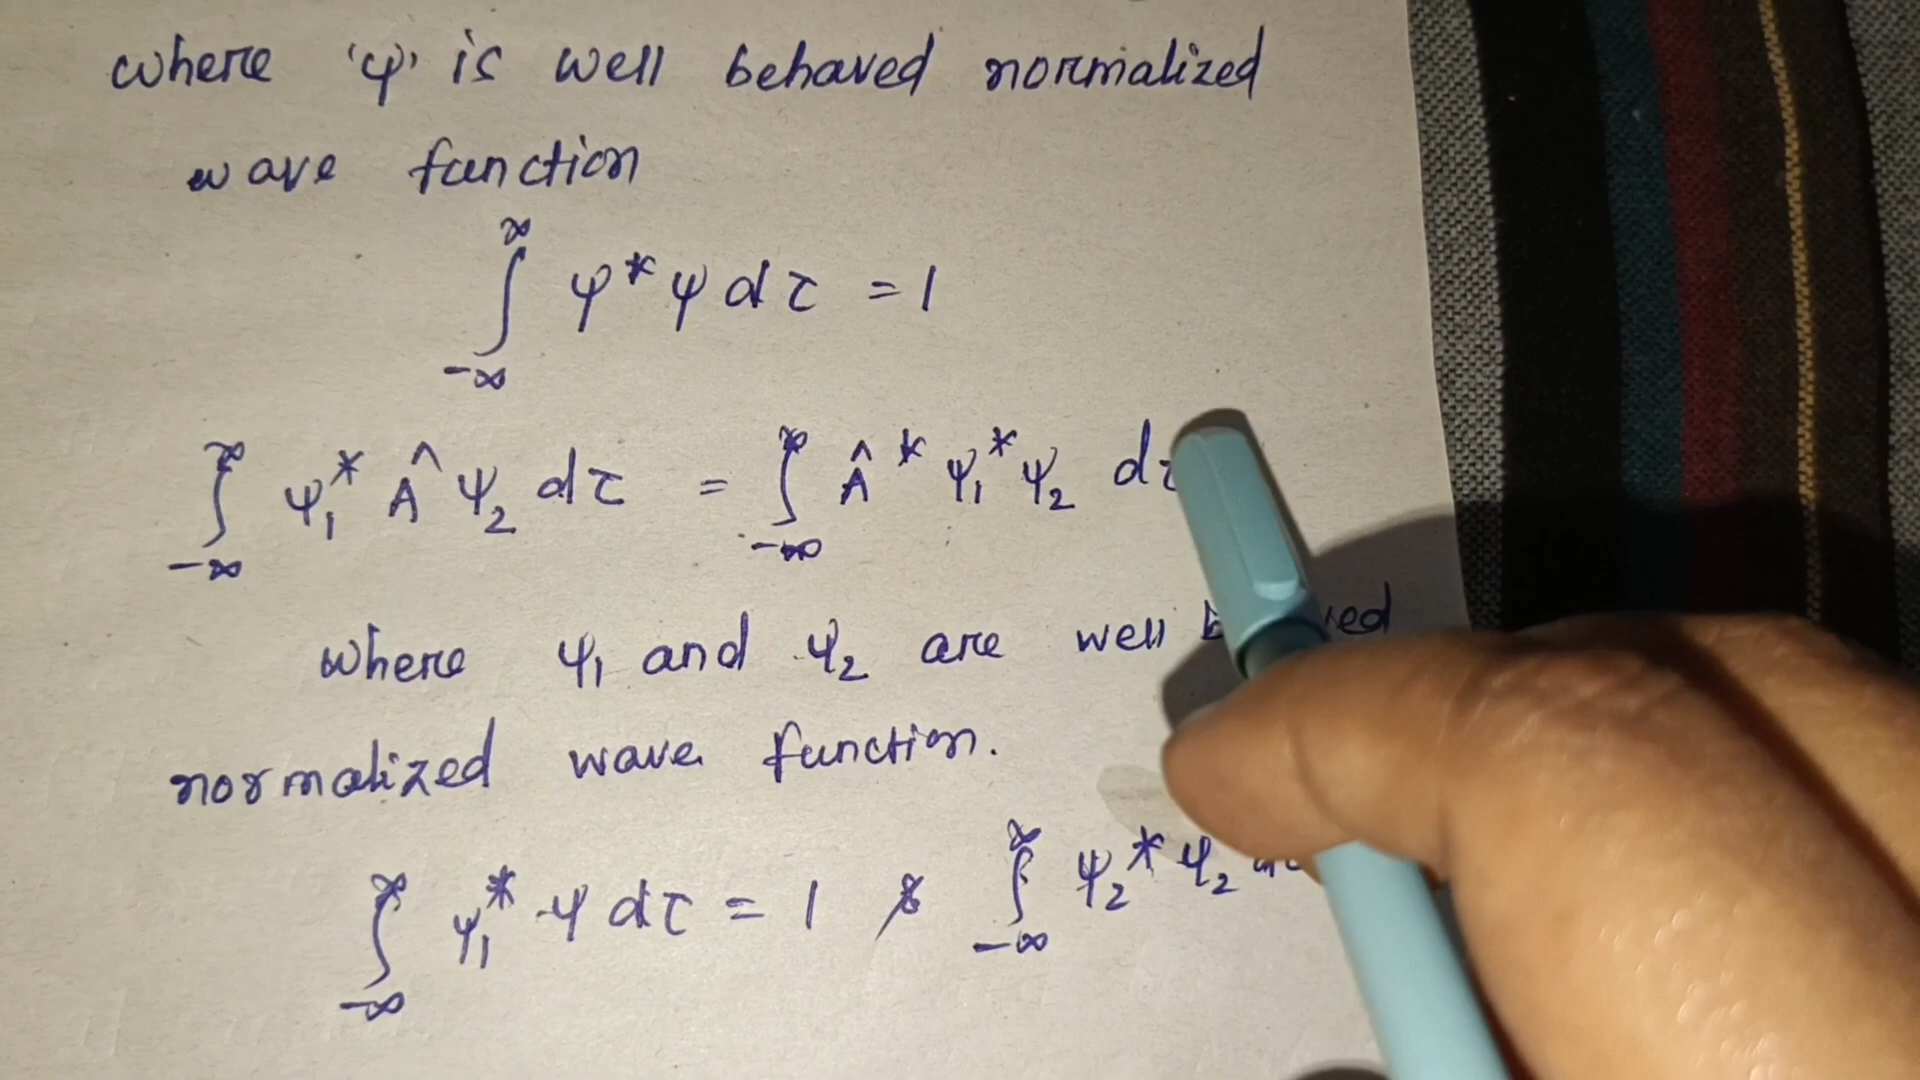 where 'ψ' is well behaved normalized
wave function
∫_{-∞}^{∞} ψ* ψ dτ = 1
∫_{-∞}^{∞} ψ₁* Â ψ₂ dτ = ∫_{-∞}^{∞} Â* ψ₁* ψ₂ dτ
where ψ₁ and ψ₂ are well
normalized wave function.
∫_{-∞}^{∞} ψ₁* ψ dτ = 1 & ∫_{-∞}^{∞} ψ₂* ψ₂